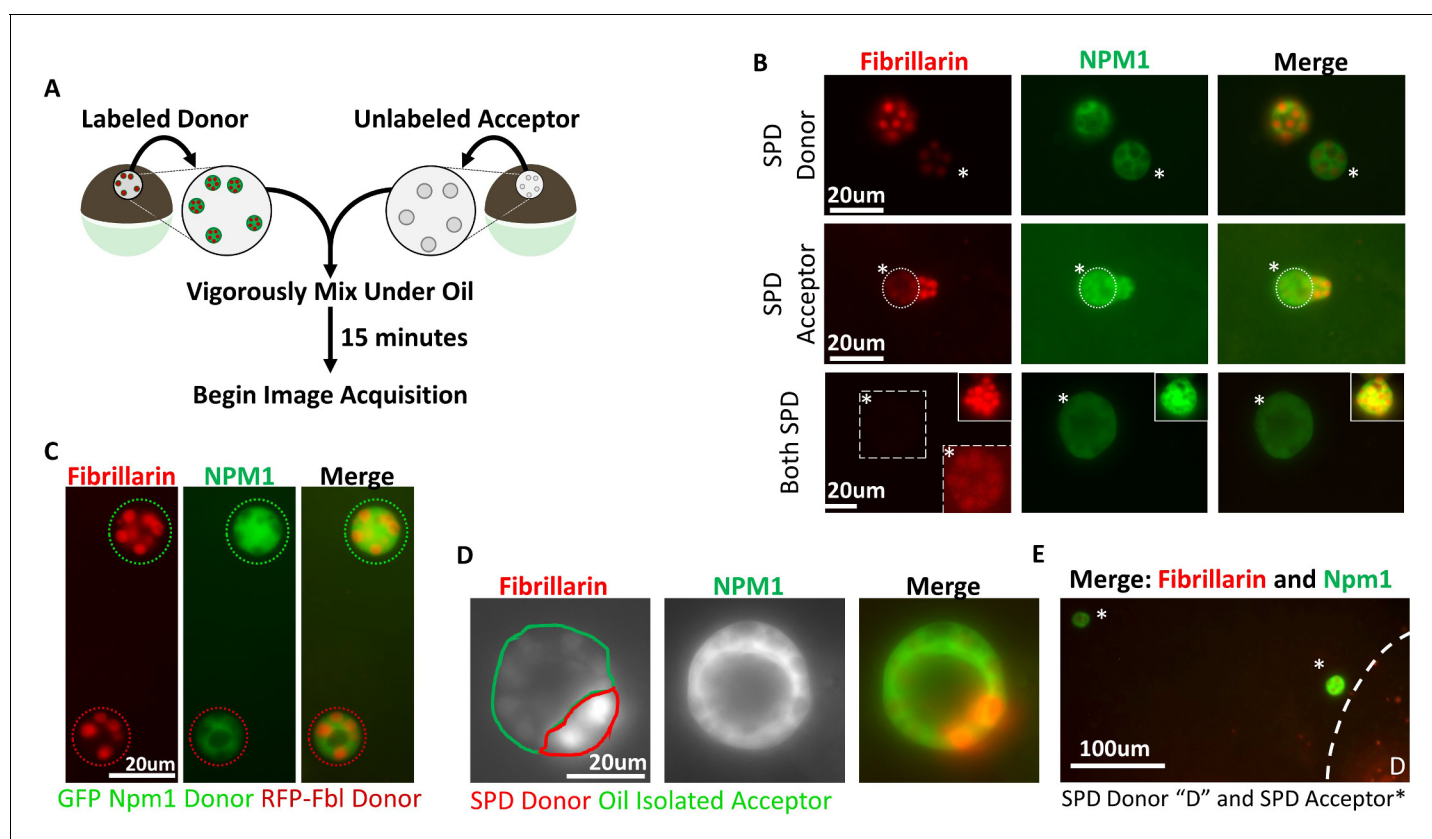 A
Labeled Donor
Unlabeled Acceptor
Vigorously Mix Under Oil
15 minutes
Begin Image Acquisition
B
Fibrillarin
NPM1
Merge
SPD
Donor
*
*
*
20um
SPD
Acceptor
*
*
*
20um
Both SPD
*
*
*
*
20um
C
Fibrillarin
NPM1
Merge
20um
GFP Npm1 Donor RFP-Fbl Donor
D
Fibrillarin
NPM1
Merge
20um
SPD Donor Oil Isolated Acceptor
E
Merge: Fibrillarin and Npm1
*
*
100um
D
SPD Donor “D” and SPD Acceptor*